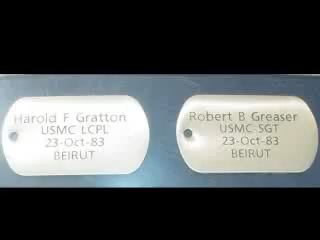 Harold F Gratton
USMC LCPL
23-Oct-83
BEIRUT
Robert B Greaser
USMC SGT
23-Oct-83
BEIRUT